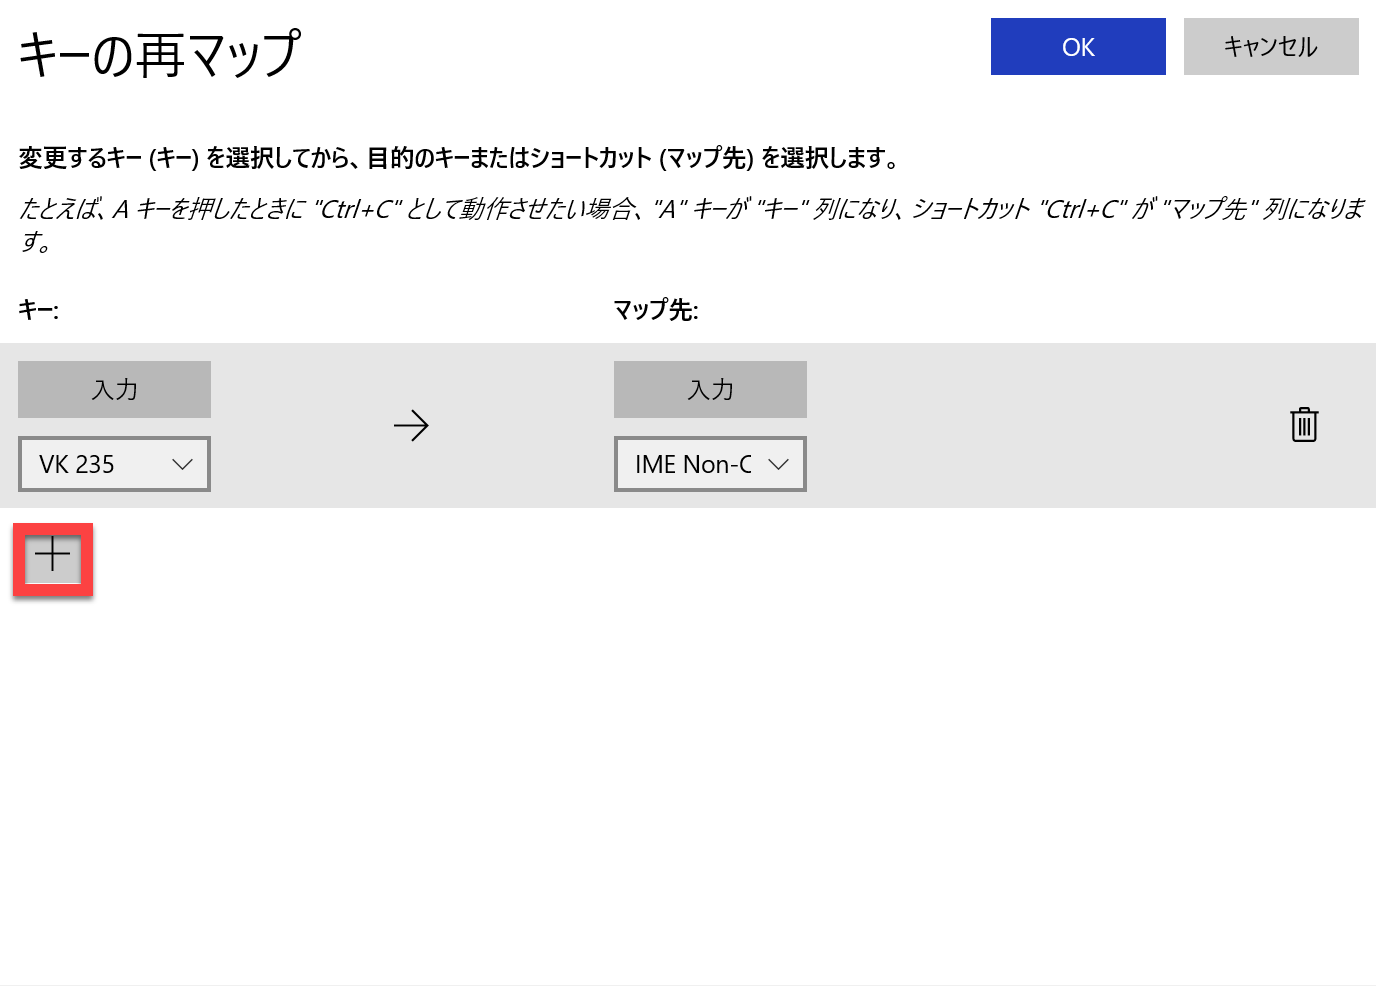 キーの再マップ
OK
キャンセル
変更するキー (キー) を選択してから、目的のキーまたはショートカット (マップ先) を選択します。
たとえば、A キーを押したときに "Ctrl+C" として動作させたい場合、"A" キーが "キー" 列になり、ショートカット "Ctrl+C" が "マップ先" 列になりま
す。
キー:
マップ先:
入力
入力
VK 235
IME Non-C